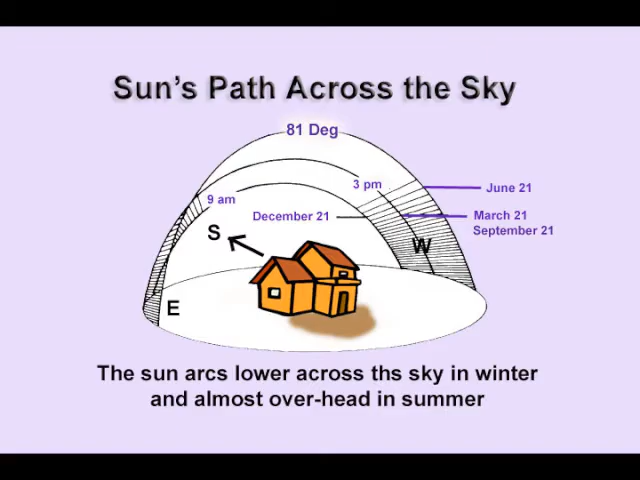 Sun's Path Across the Sky
81 Deg
3 pm
June 21
9 am
December 21
March 21
September 21
S
W
E
The sun arcs lower across ths sky in winter
and almost over-head in summer